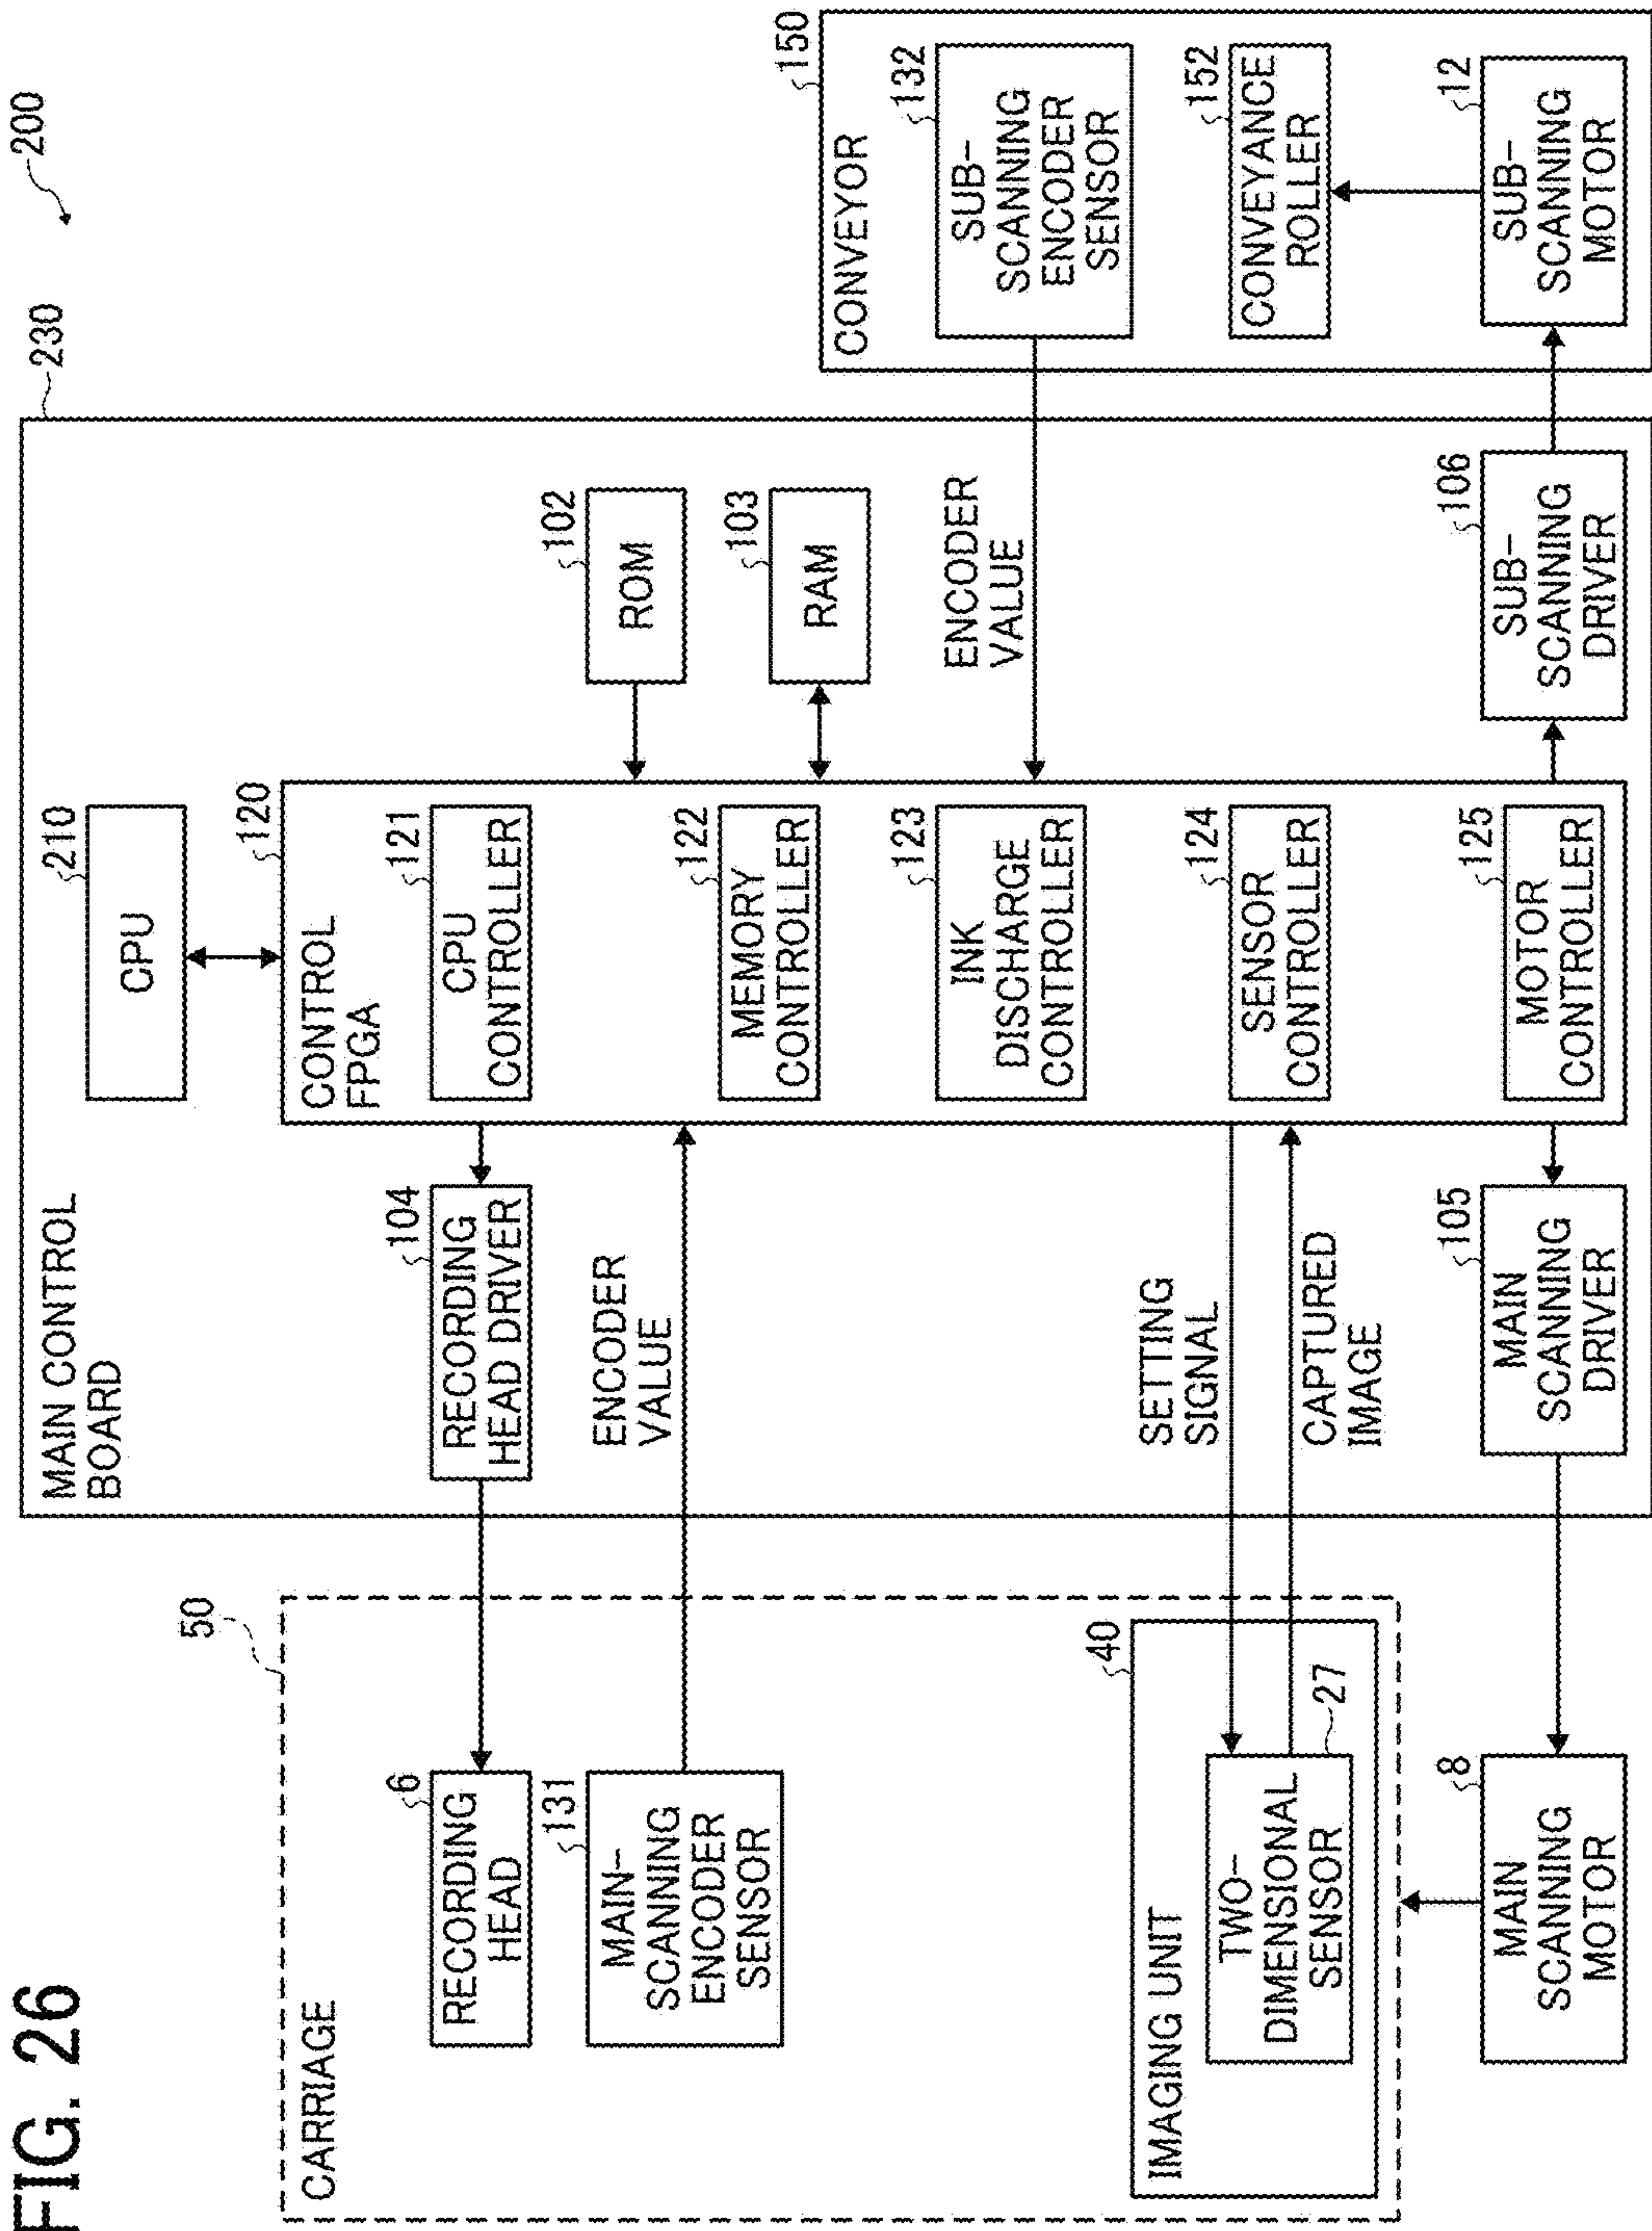 FIG. 26
200
230
MAIN CONTROL
BOARD
210
CPU
50
CARRIAGE
120
CONTROL
FPGA
150
CONVEYOR
6
RECORDING
HEAD
104
RECORDING
HEAD DRIVER
121
CPU
CONTROLLER
102
ROM
131
MAIN-
SCANNING
ENCODER
SENSOR
ENCODER
VALUE
122
MEMORY
CONTROLLER
103
RAM
132
SUB-
SCANNING
ENCODER
SENSOR
123
INK
DISCHARGE
CONTROLLER
ENCODER
VALUE
40
IMAGING UNIT
27
TWO-
DIMENSIONAL
SENSOR
SETTING
SIGNAL
CAPTURED
IMAGE
124
SENSOR
CONTROLLER
152
CONVEYANCE
ROLLER
8
MAIN
SCANNING
MOTOR
105
MAIN
SCANNING
DRIVER
125
MOTOR
CONTROLLER
106
SUB-
SCANNING
DRIVER
12
SUB-
SCANNING
MOTOR